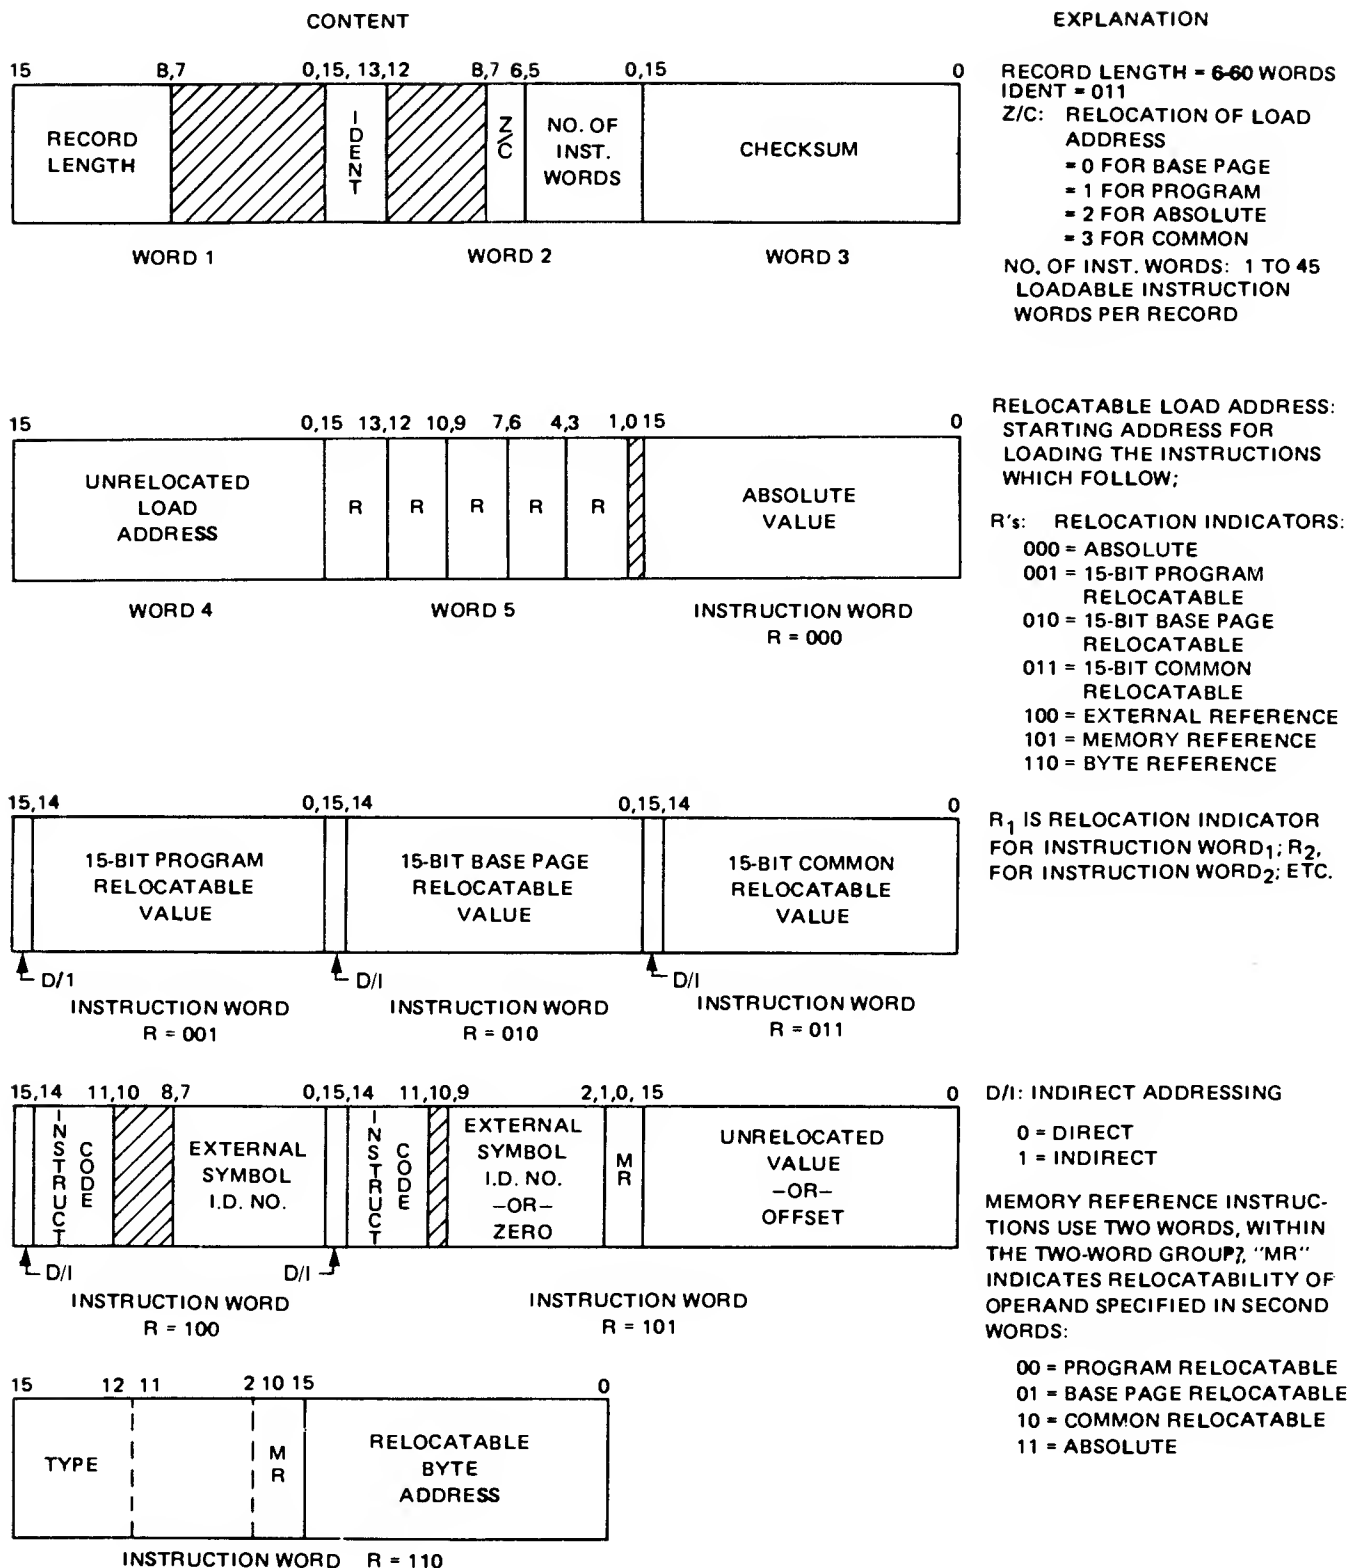 CONTENT
EXPLANATION
15 8,7 0,15, 13,12 8,7 6,5 0,15 0
RECORD LENGTH
IDENT
Z/C
NO. OF INST. WORDS
CHECKSUM
WORD 1
WORD 2
WORD 3
RECORD LENGTH = 6-60 WORDS
IDENT = 011
Z/C: RELOCATION OF LOAD
ADDRESS
= 0 FOR BASE PAGE
= 1 FOR PROGRAM
= 2 FOR ABSOLUTE
= 3 FOR COMMON
NO. OF INST. WORDS: 1 TO 45
LOADABLE INSTRUCTION
WORDS PER RECORD
15 0,15 13,12 10,9 7,6 4,3 1,0 15 0
UNRELOCATED
LOAD
ADDRESS
R R R R R
ABSOLUTE
VALUE
WORD 4
WORD 5
INSTRUCTION WORD
R = 000
RELOCATABLE LOAD ADDRESS:
STARTING ADDRESS FOR
LOADING THE INSTRUCTIONS
WHICH FOLLOW;
R's: RELOCATION INDICATORS:
000 = ABSOLUTE
001 = 15-BIT PROGRAM
RELOCATABLE
010 = 15-BIT BASE PAGE
RELOCATABLE
011 = 15-BIT COMMON
RELOCATABLE
100 = EXTERNAL REFERENCE
101 = MEMORY REFERENCE
110 = BYTE REFERENCE
15,14 0,15,14 0,15,14 0
15-BIT PROGRAM
RELOCATABLE
VALUE
15-BIT BASE PAGE
RELOCATABLE
VALUE
15-BIT COMMON
RELOCATABLE
VALUE
D/1
D/I
D/I
INSTRUCTION WORD
R = 001
INSTRUCTION WORD
R = 010
INSTRUCTION WORD
R = 011
R1 IS RELOCATION INDICATOR
FOR INSTRUCTION WORD1; R2,
FOR INSTRUCTION WORD2; ETC.
15,14 11,10 8,7 0,15,14 11,10,9 2,1,0, 15 0
INSTRUCT
CODE
EXTERNAL
SYMBOL
I.D. NO.
INSTRUCT
CODE
EXTERNAL
SYMBOL
I.D. NO.
—OR—
ZERO
MR
UNRELOCATED
VALUE
—OR—
OFFSET
D/I
D/I
INSTRUCTION WORD
R = 100
INSTRUCTION WORD
R = 101
D/I: INDIRECT ADDRESSING
0 = DIRECT
1 = INDIRECT
MEMORY REFERENCE INSTRUC-
TIONS USE TWO WORDS, WITHIN
THE TWO-WORD GROUP, "MR"
INDICATES RELOCATABILITY OF
OPERAND SPECIFIED IN SECOND
WORDS:
00 = PROGRAM RELOCATABLE
01 = BASE PAGE RELOCATABLE
10 = COMMON RELOCATABLE
11 = ABSOLUTE
15 12 11 2 10 15 0
TYPE
MR
RELOCATABLE
BYTE
ADDRESS
INSTRUCTION WORD R = 110